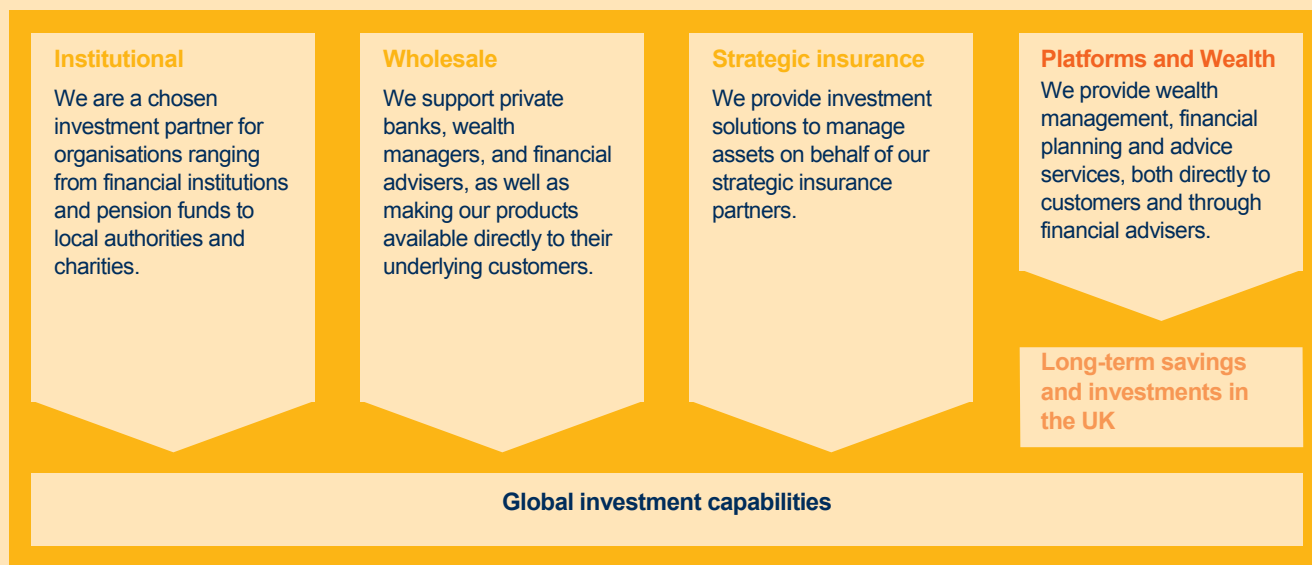 Institutional
We are a chosen
investment partner for
organisations ranging
from financial institutions
and pension funds to
local authorities and
charities.
Wholesale
We support private
banks, wealth
managers, and financial
advisers, as well as
making our products
available directly to their
underlying customers.
Strategic insurance
We provide investment
solutions to manage
assets on behalf of our
strategic insurance
partners.
Platforms and Wealth
We provide wealth
management, financial
planning and advice
services, both directly to
customers and through
financial advisers.
Long-term savings
and investments in
the UK
Global investment capabilities